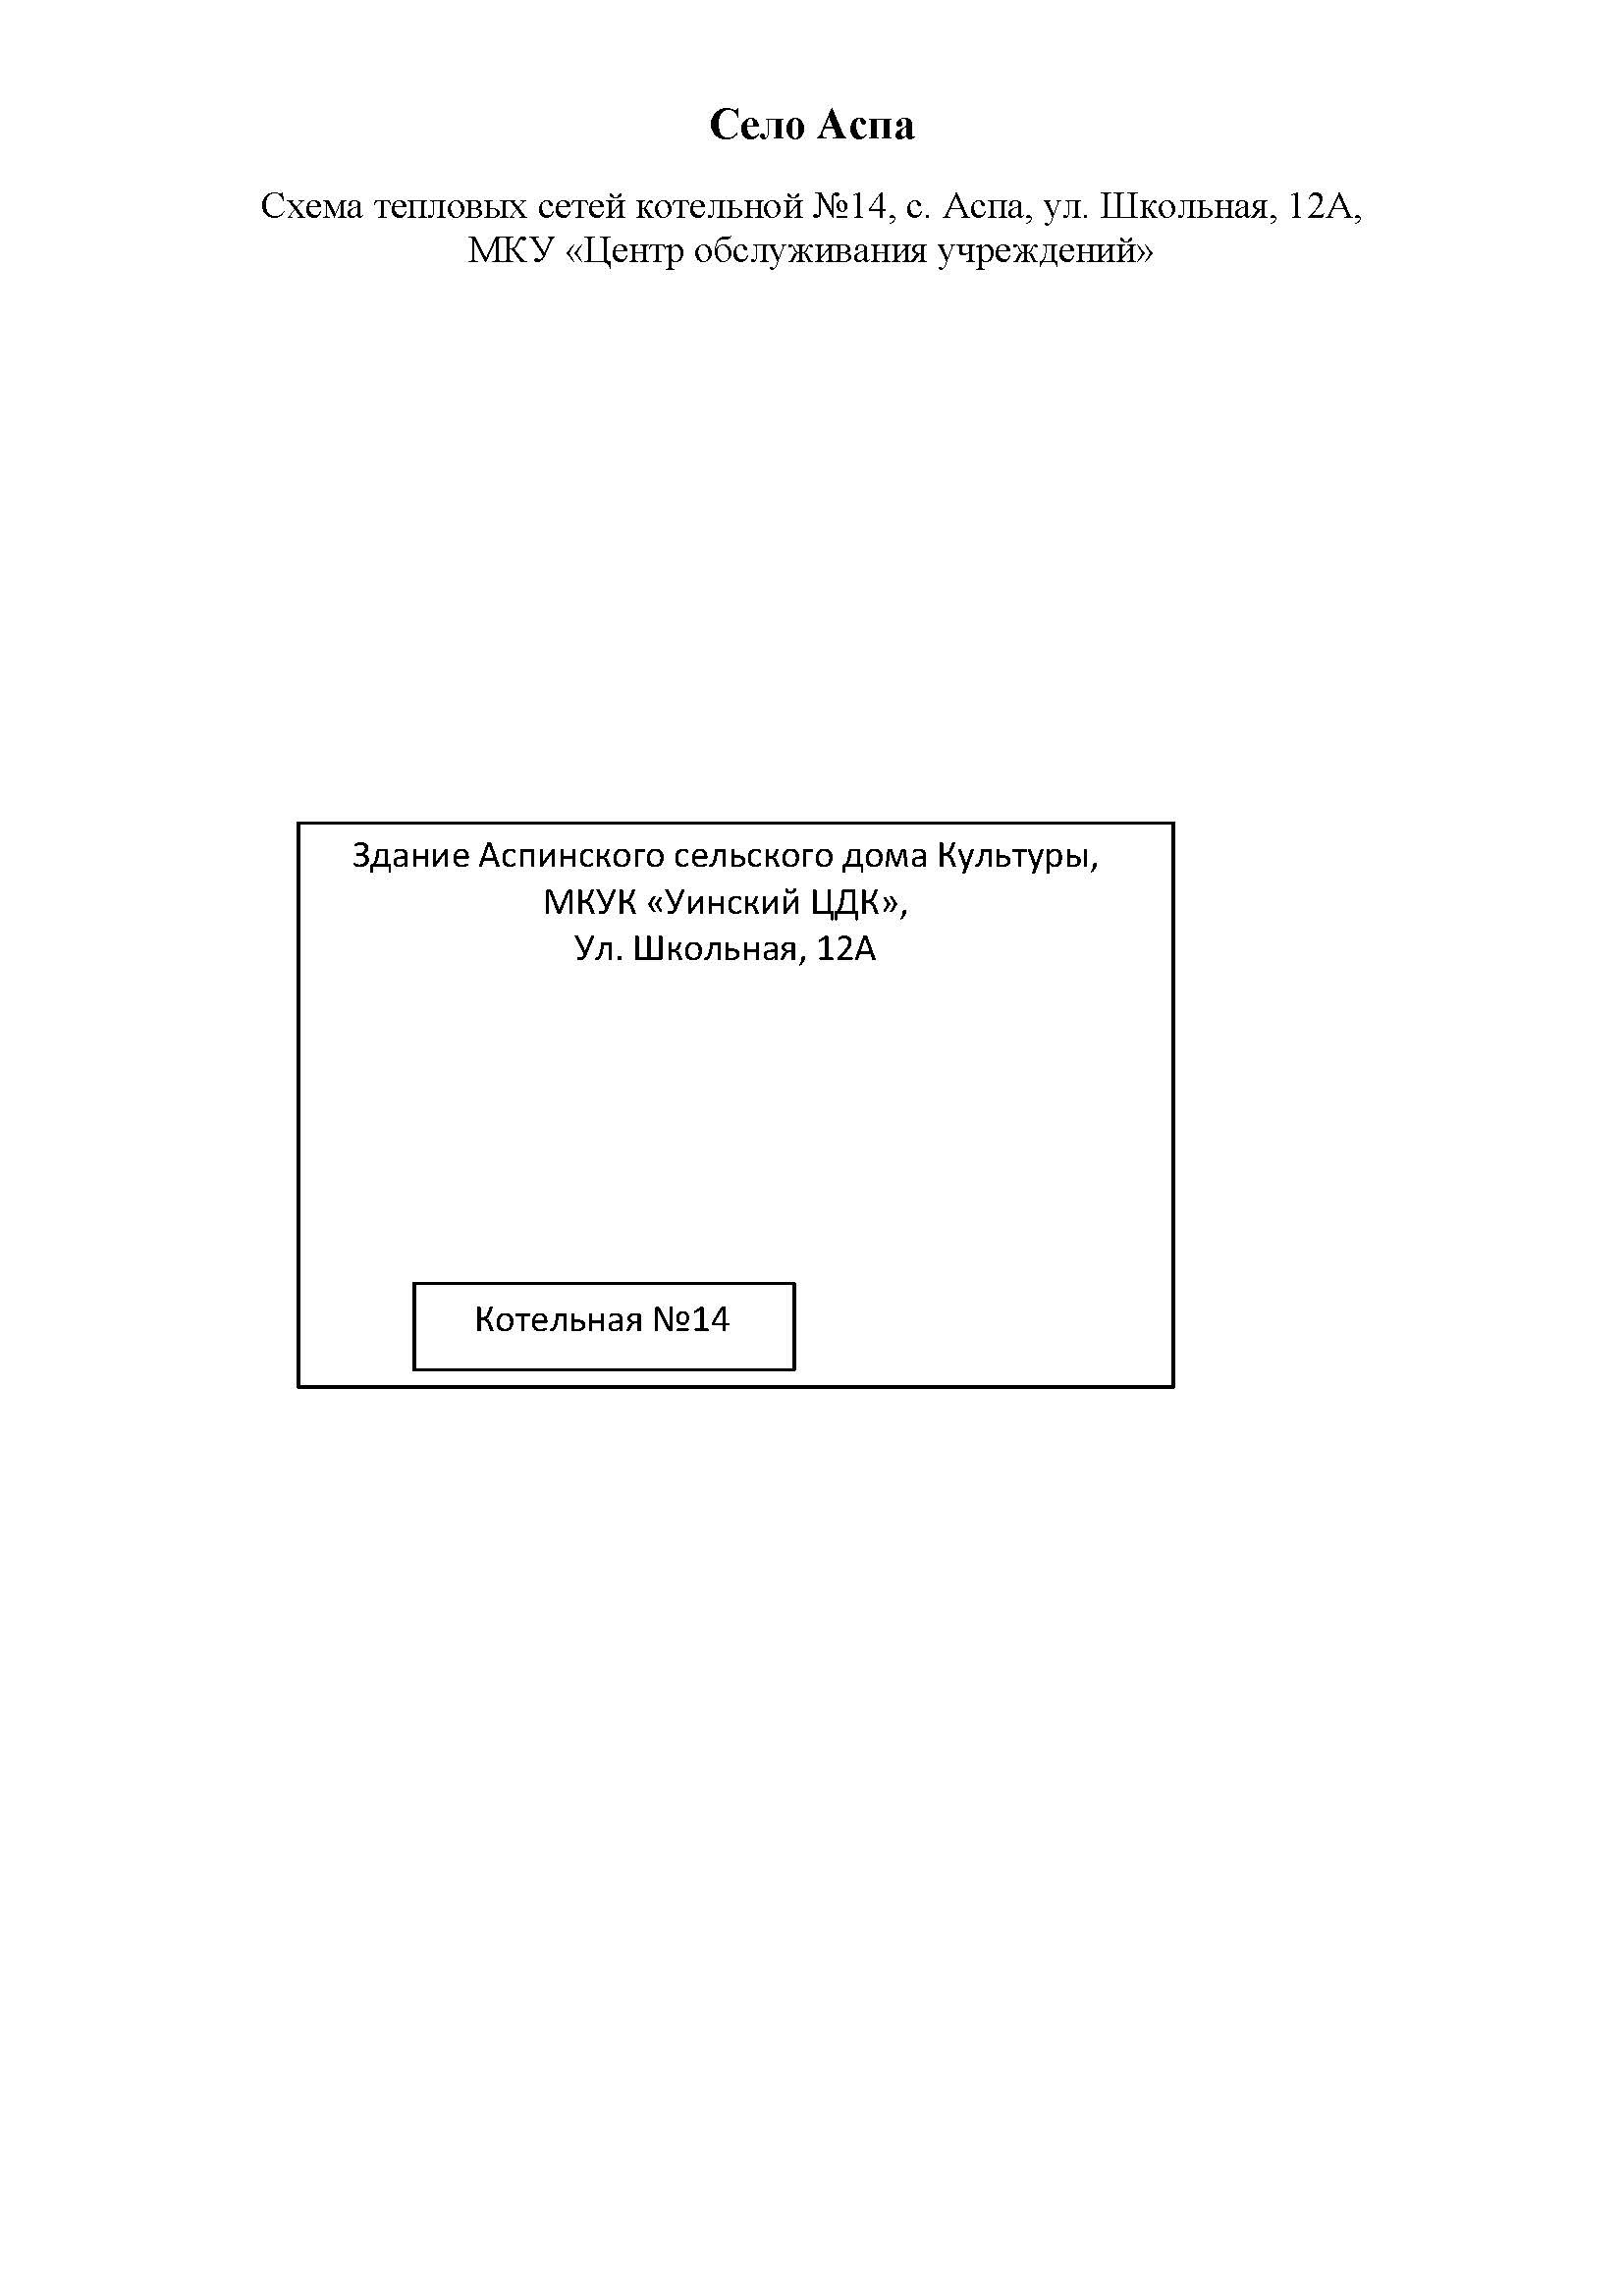 Село Аспа
Схема тепловых сетей котельной №14, с. Аспа, ул. Школьная, 12А,
МКУ «Центр обслуживания учреждений»
Здание Аспинского сельского дома Культуры,
МКУК «Уинский ЦДК»,
Ул. Школьная, 12А
Котельная №14